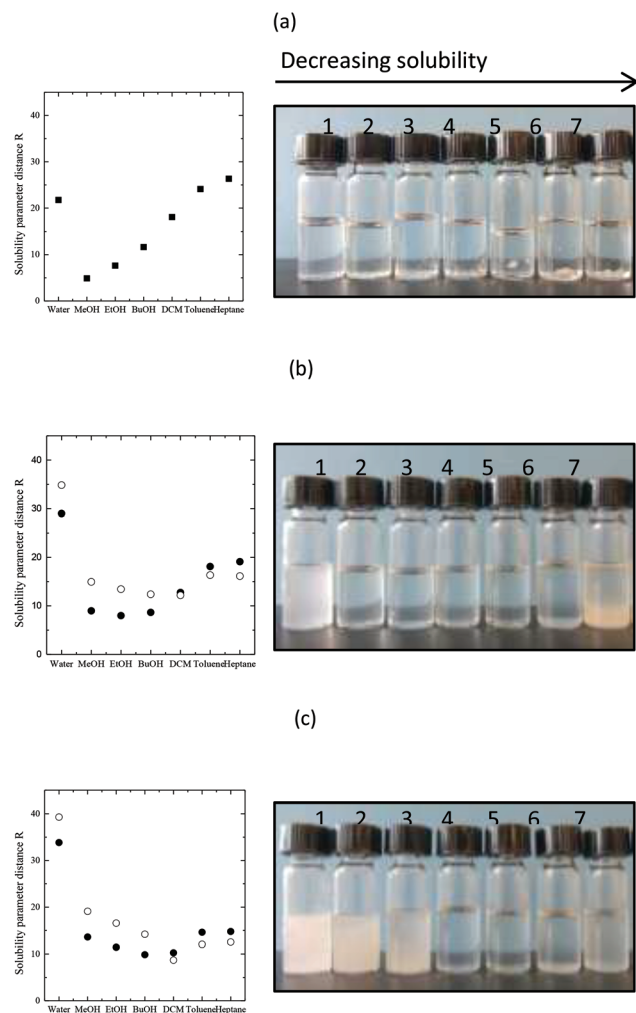 (a)
Decreasing solubility
Solubility parameter distance R
40
30
20
10
0
Water MeOH EtOH BuOH DCM Toluene Heptane
1 2 3 4 5 6 7
(b)
Solubility parameter distance R
40
30
20
10
0
Water MeOH EtOH BuOH DCM Toluene Heptane
1 2 3 4 5 6 7
(c)
Solubility parameter distance R
40
30
20
10
0
Water MeOH EtOH BuOH DCM Toluene Heptane
1 2 3 4 5 6 7